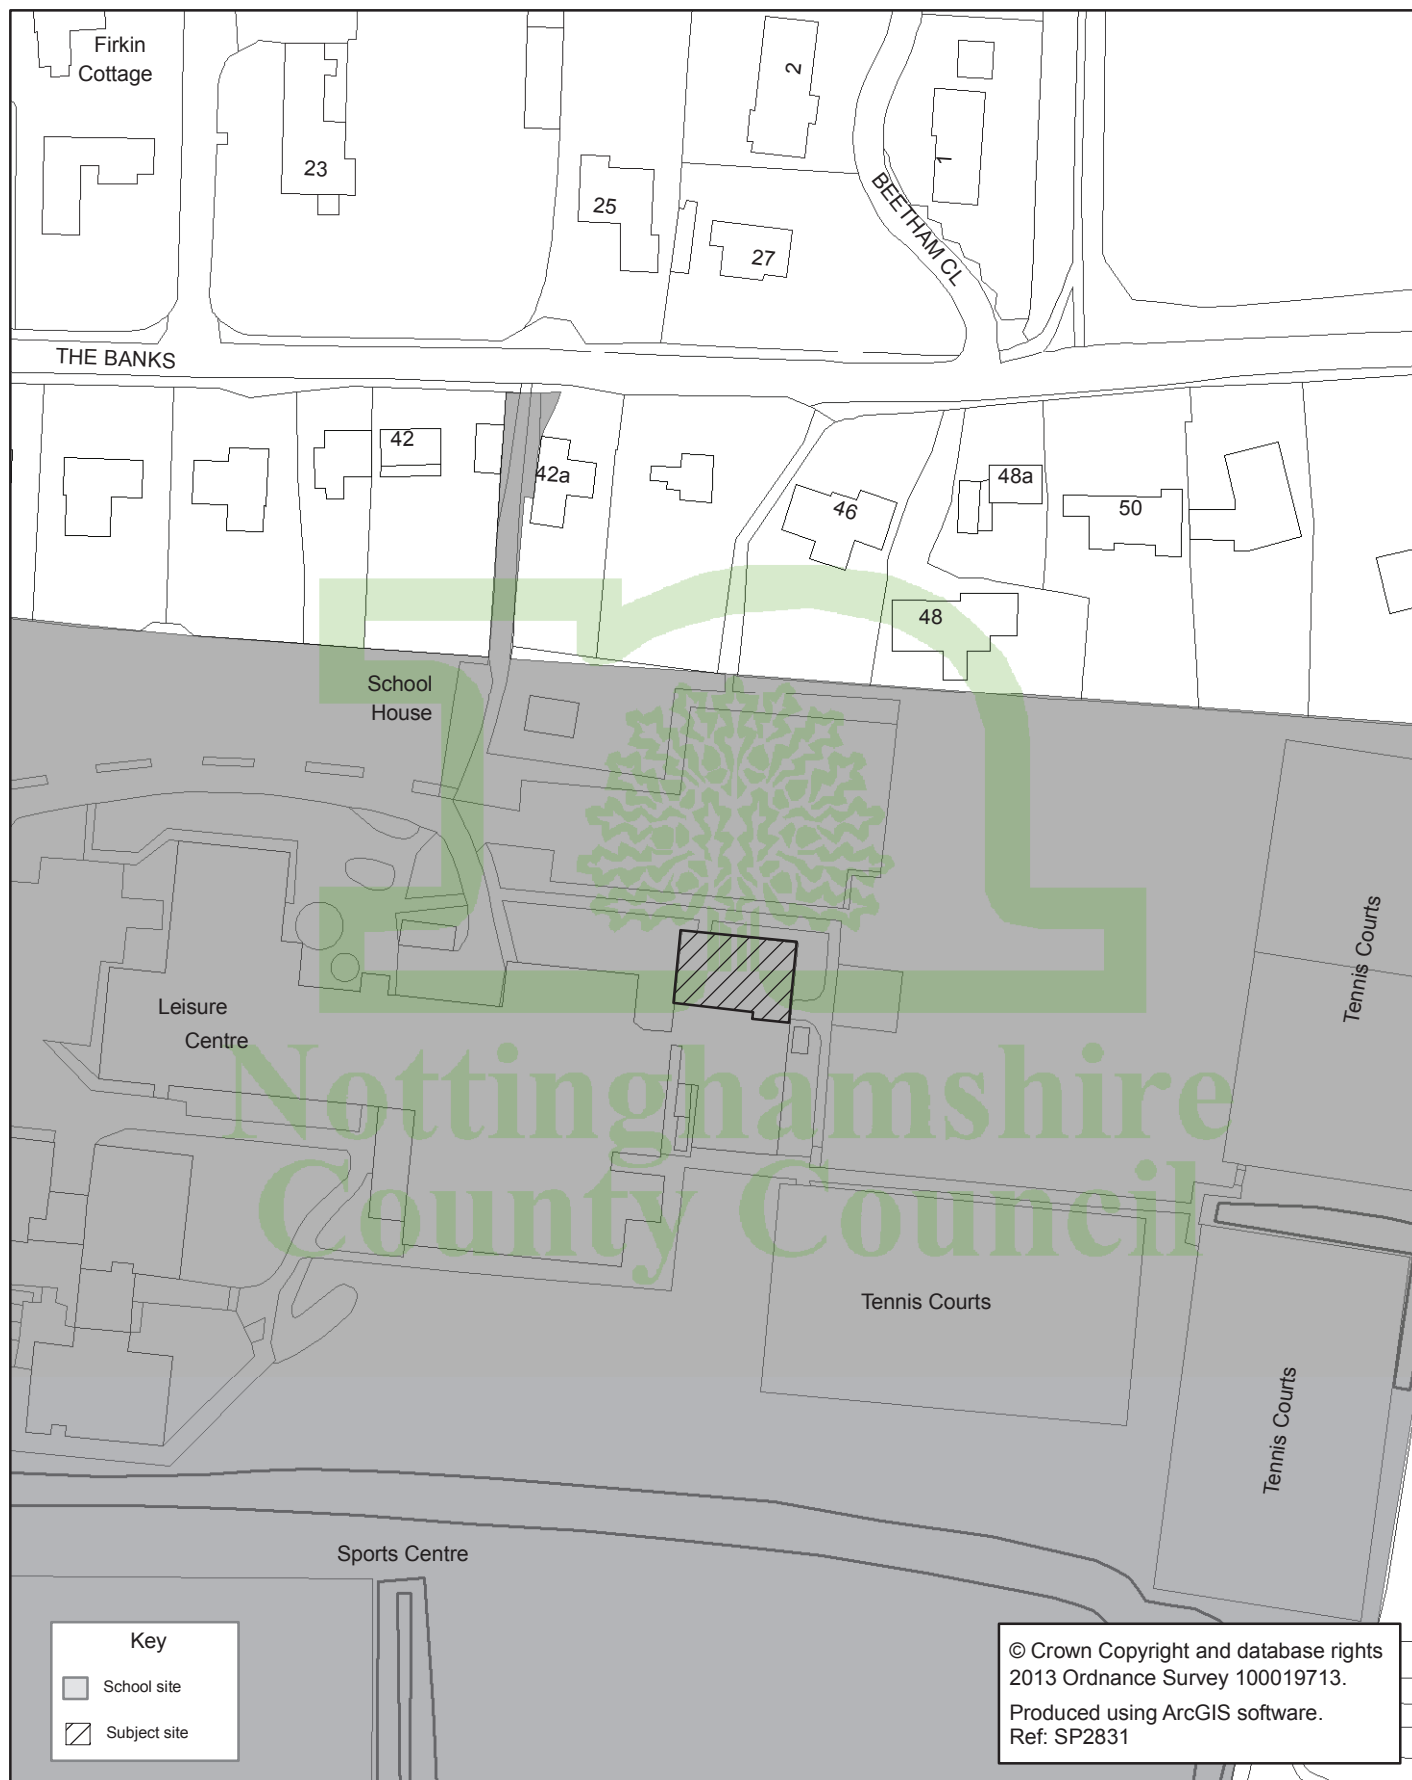 Firkin
Cottage
2
1
23
25
27
BEETHAM CL
THE BANKS
42
42a
46
48a
50
48
School
House
Leisure
Centre
Tennis Courts
Nottinghamshire
County Council
Tennis Courts
Tennis Courts
Sports Centre
Key
School site
Subject site
© Crown Copyright and database rights
2013 Ordnance Survey 100019713.
Produced using ArcGIS software.
Ref: SP2831